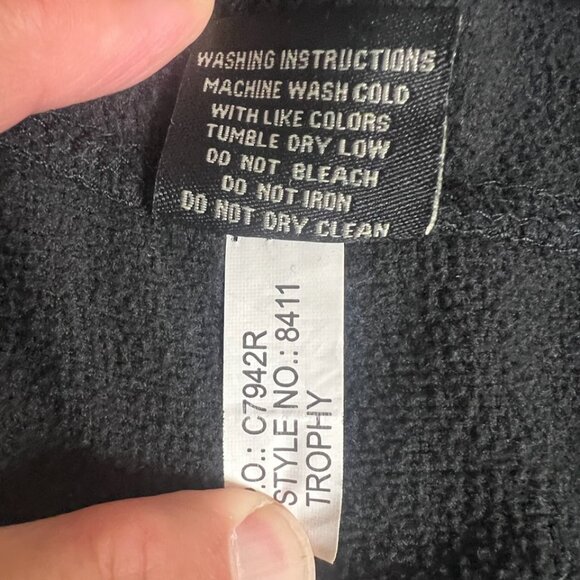 WASHING INSTRUCTIONS
MACHINE WASH COLD
WITH LIKE COLORS
TUMBLE DRY LOW
DO NOT BLEACH
DO NOT IRON
DO NOT DRY CLEAN
.O.: C7942R
STYLE NO.: 8411
TROPHY